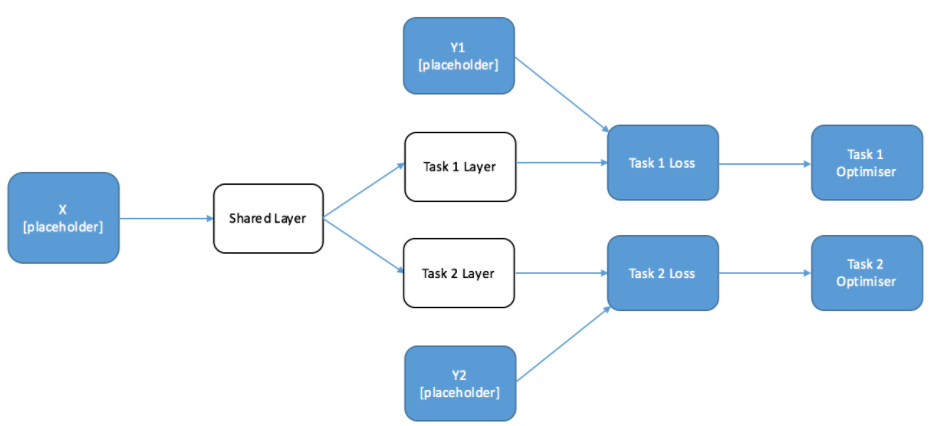 Y1
[placeholder]
Task 1 Layer
Task 1 Loss
Task 1
Optimiser
X
[placeholder]
Shared Layer
Task 2 Layer
Task 2 Loss
Task 2
Optimiser
Y2
[placeholder]